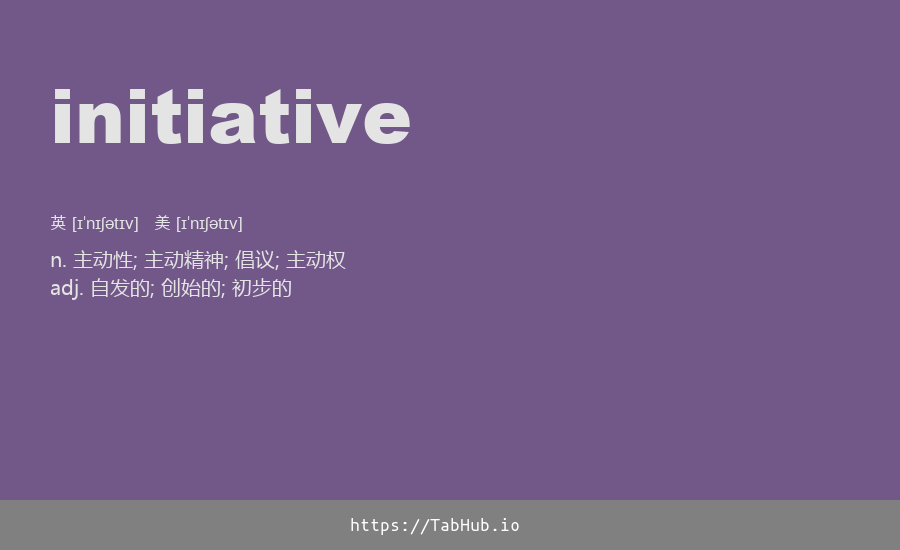 initiative
英 [ɪˈnɪʃətɪv] 美 [ɪˈnɪʃətɪv]
n. 主动性; 主动精神; 倡议; 主动权
adj. 自发的; 创始的; 初步的
https://TabHub.io